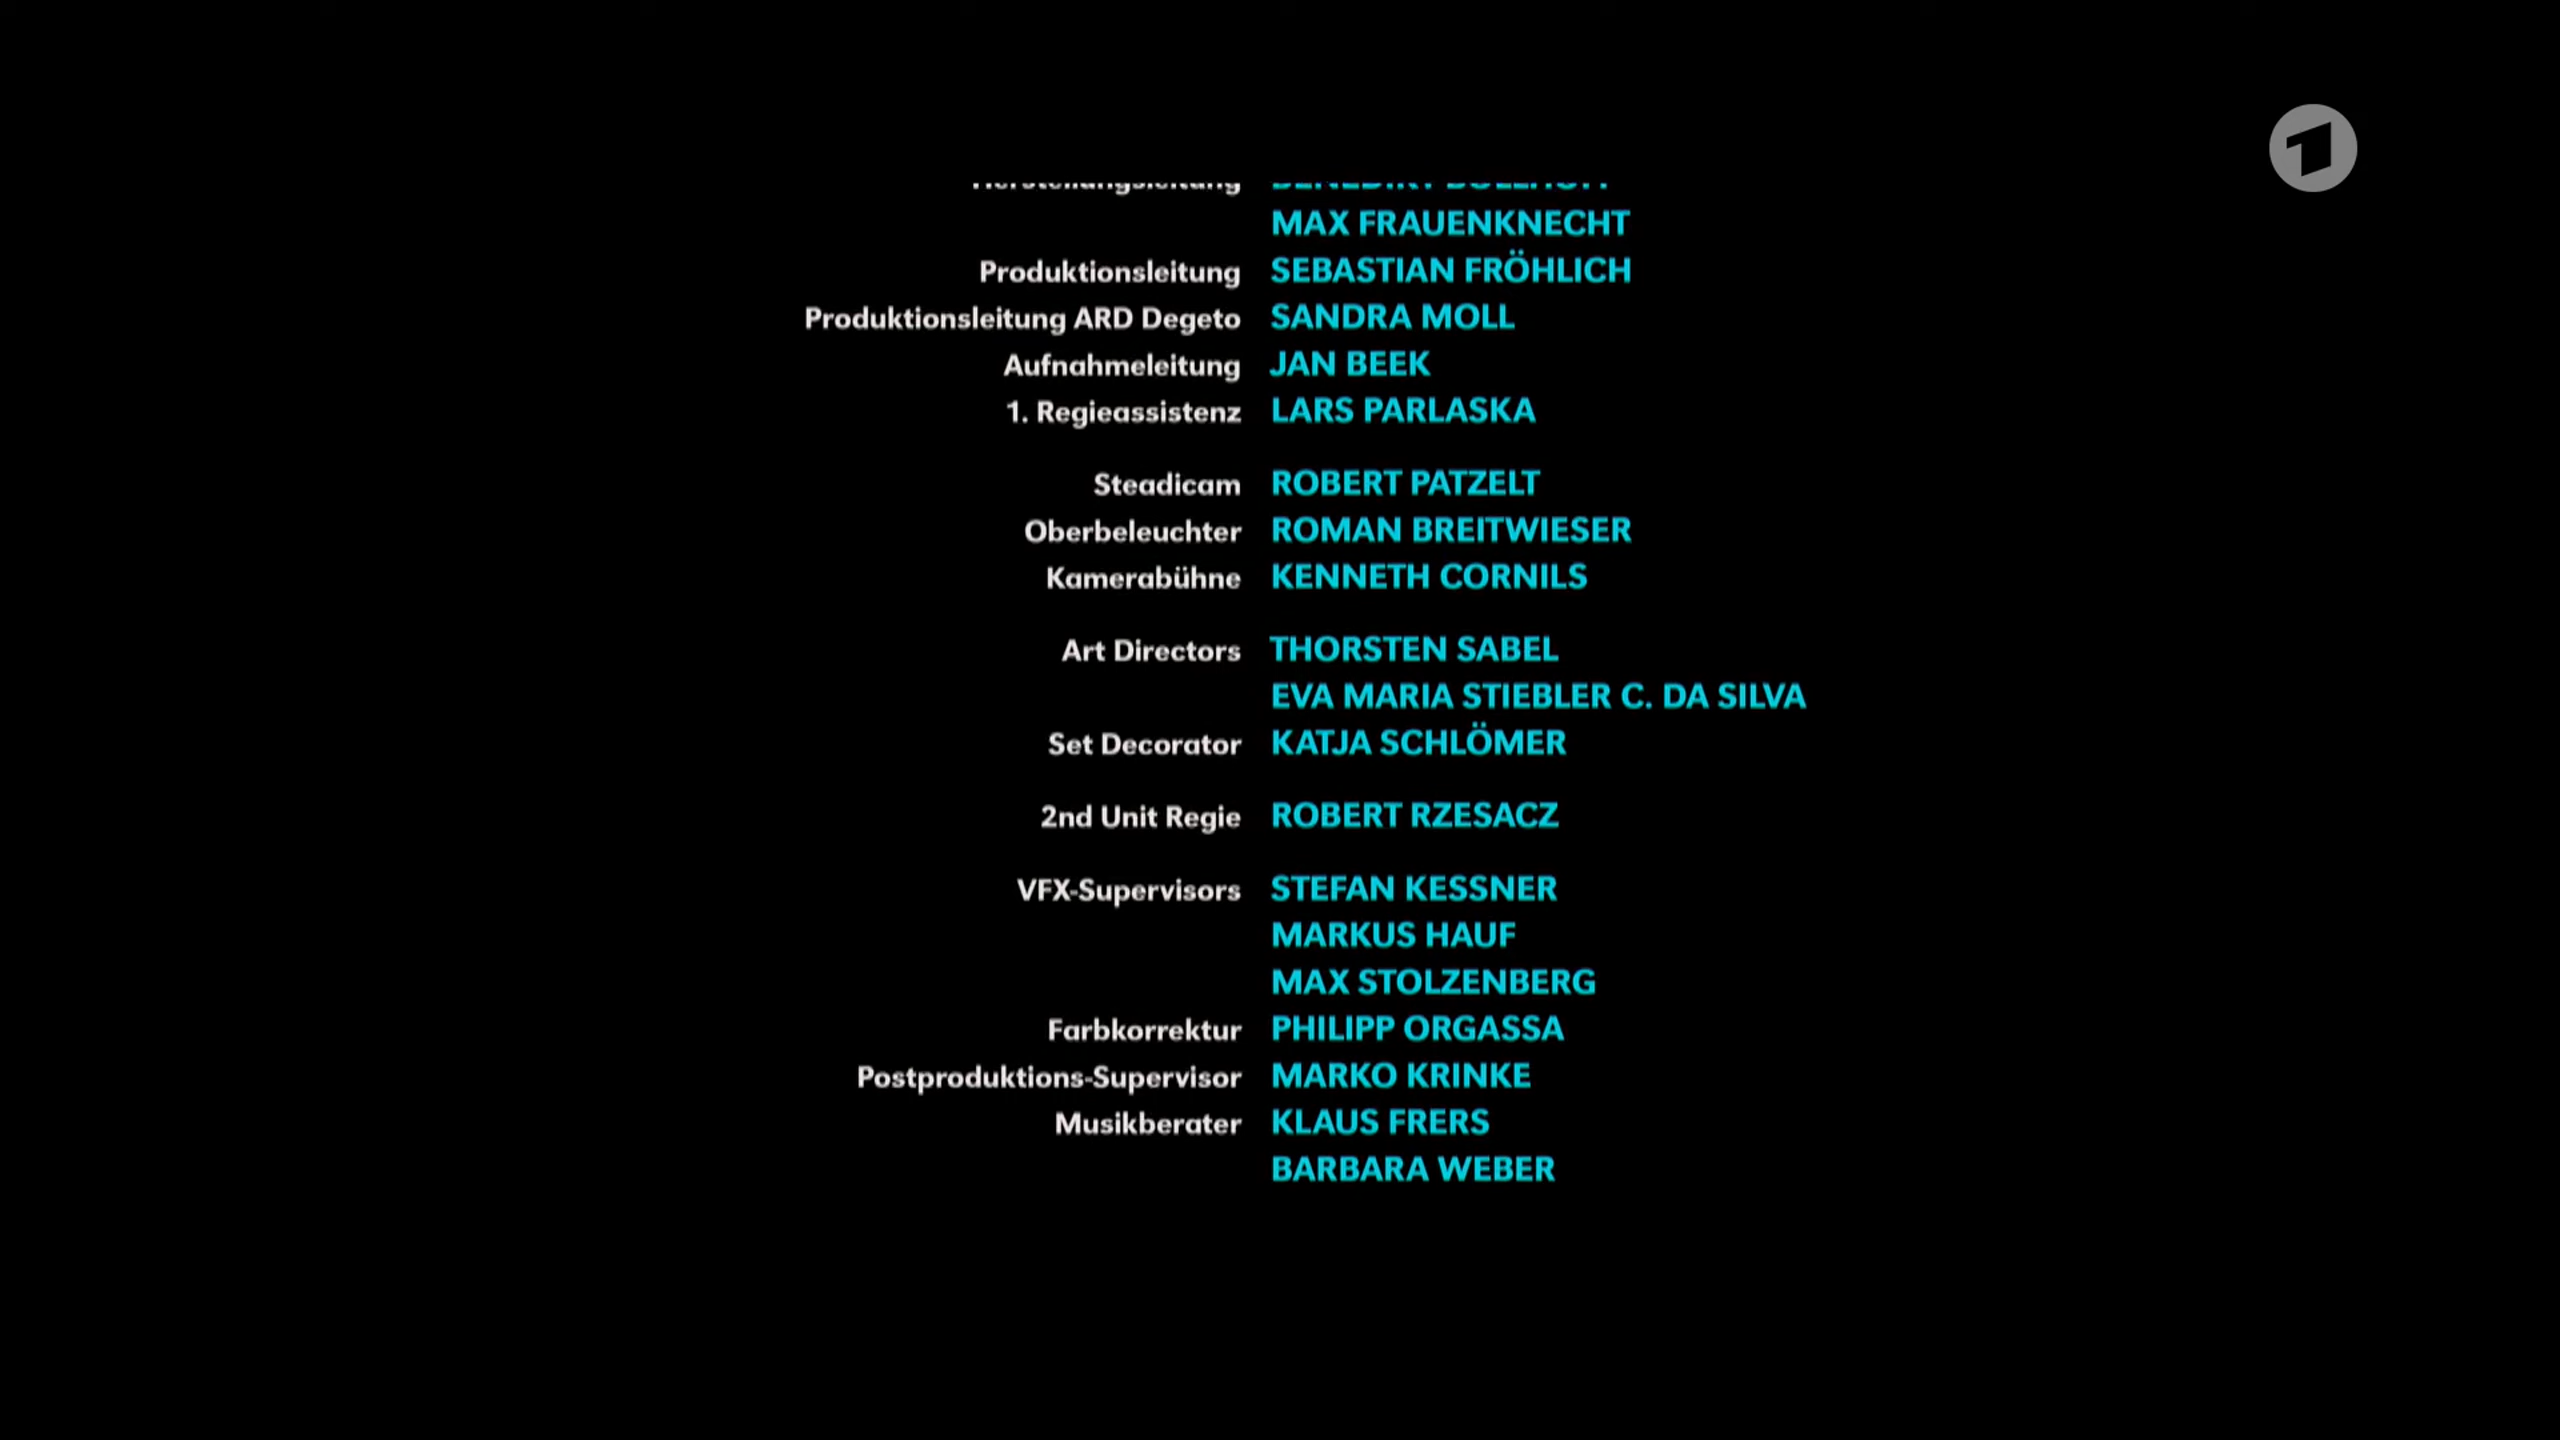 Herstellungsleitung
MAX FRAUENKNECHT
Produktionsleitung SEBASTIAN FRÖHLICH
Produktionsleitung ARD Degeto SANDRA MOLL
Aufnahmeleitung JAN BEEK
1. Regieassistenz LARS PARLASKA
Steadicam ROBERT PATZELT
Oberbeleuchter ROMAN BREITWIESER
Kamerabühne KENNETH CORNILS
Art Directors THORSTEN SABEL
EVA MARIA STIEBLER C. DA SILVA
Set Decorator KATJA SCHLÖMER
2nd Unit Regie ROBERT RZESACZ
VFX-Supervisors STEFAN KESSNER
MARKUS HAUF
MAX STOLZENBERG
Farbkorrektur PHILIPP ORGASSA
Postproduktions-Supervisor MARKO KRINKE
Musikberater KLAUS FRERS
BARBARA WEBER